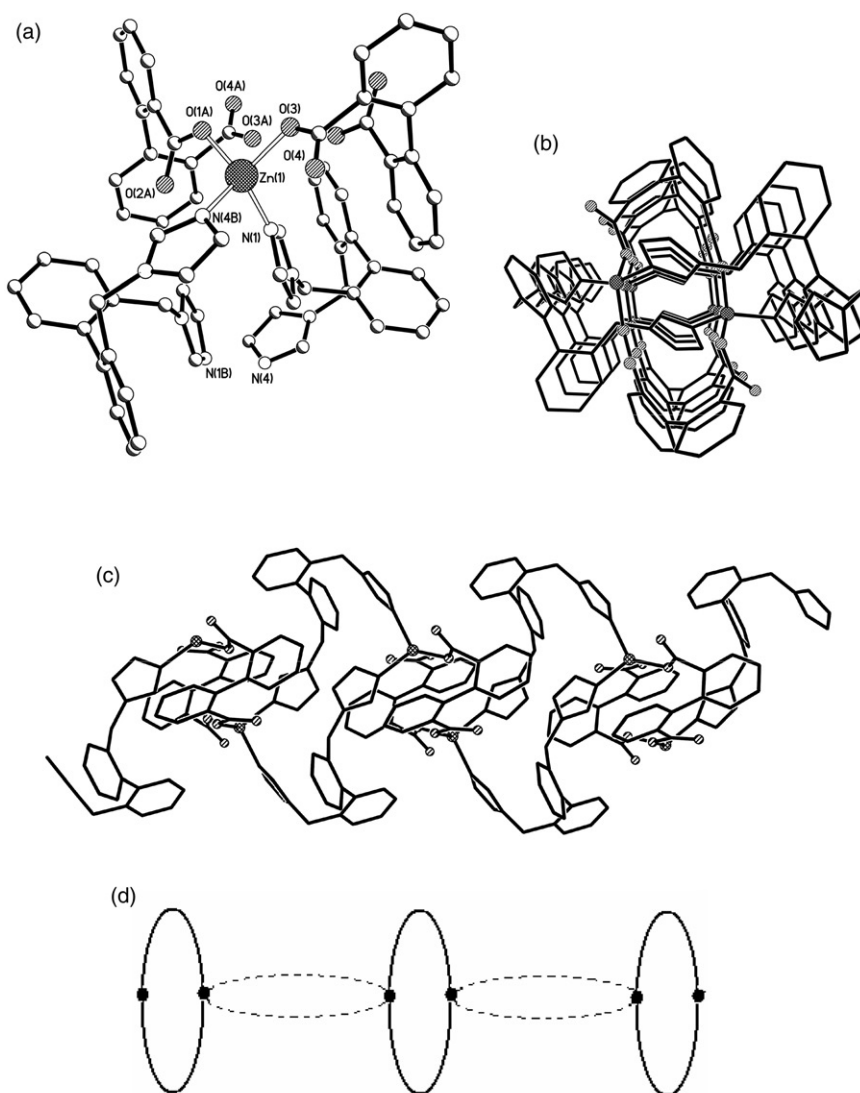 (a)
O(4A)
O(1A)
O(3A)
O(3)
O(2A)
O(4)
Zn(1)
N(4B)
N(1)
N(1B)
N(4)
(b)
(c)
(d)